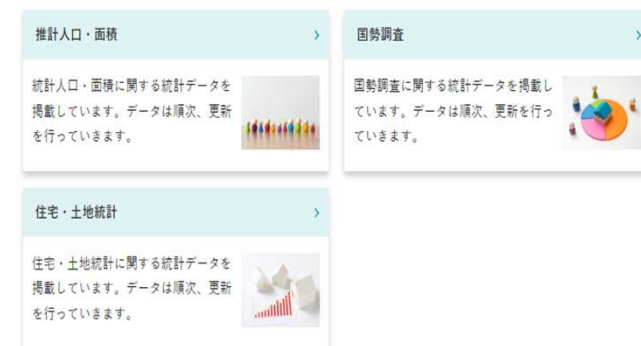 推計人口・面積
統計人口・面積に関する統計データを
掲載しています。データは順次、更新
を行っていきます。
国勢調査
国勢調査に関する統計データを掲載し
ています。データは順次、更新を行っ
ていきます。
住宅・土地統計
住宅・土地統計に関する統計データを
掲載しています。データは順次、更新
を行っていきます。